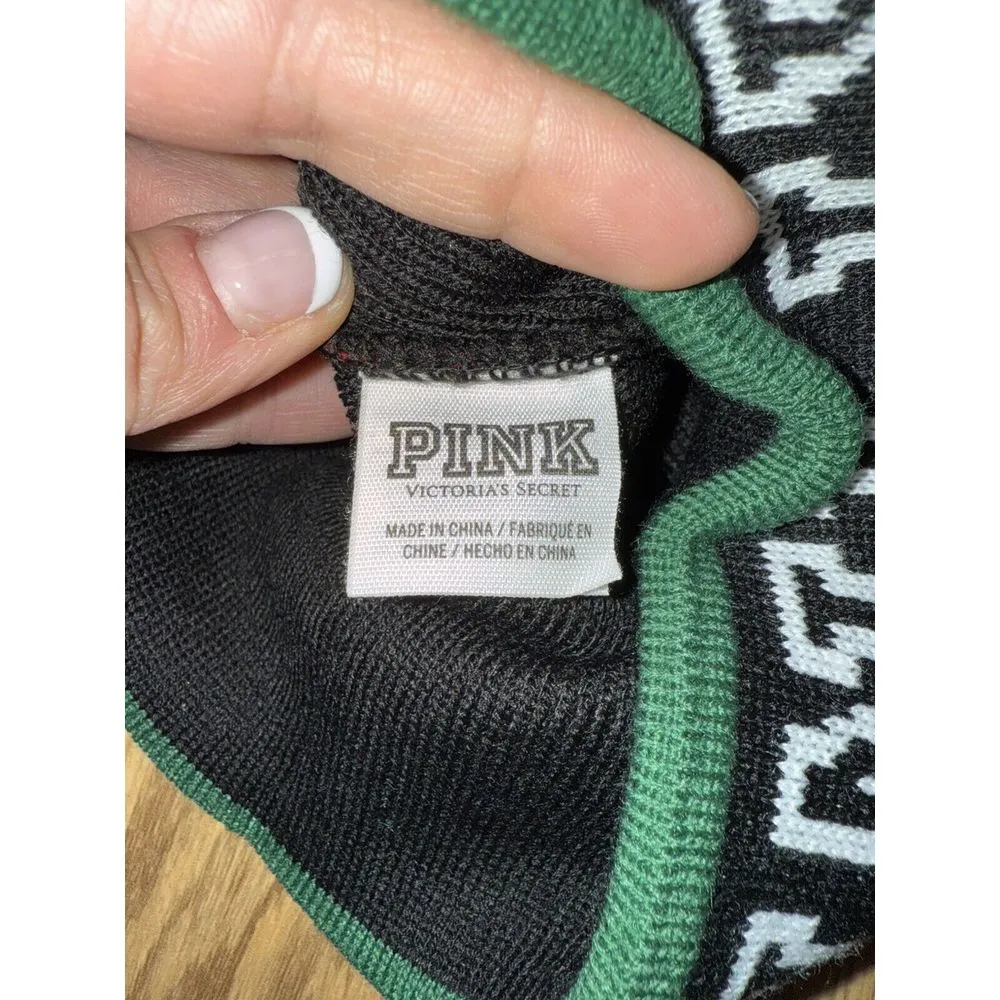 PINK
VICTORIA'S SECRET
MADE IN CHINA / FABRIQUÉ EN
CHINE / HECHO EN CHINA